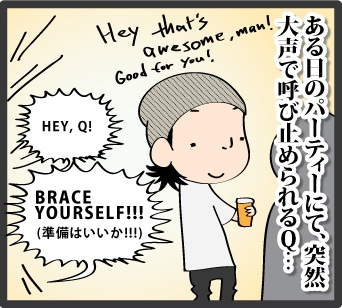 ある日のパーティーにて、突然
大声で呼び止められるQ…
Hey that's
awesome, man!
Good for you!
HEY, Q!
BRACE
YOURSELF!!!
(準備はいいか!!!)